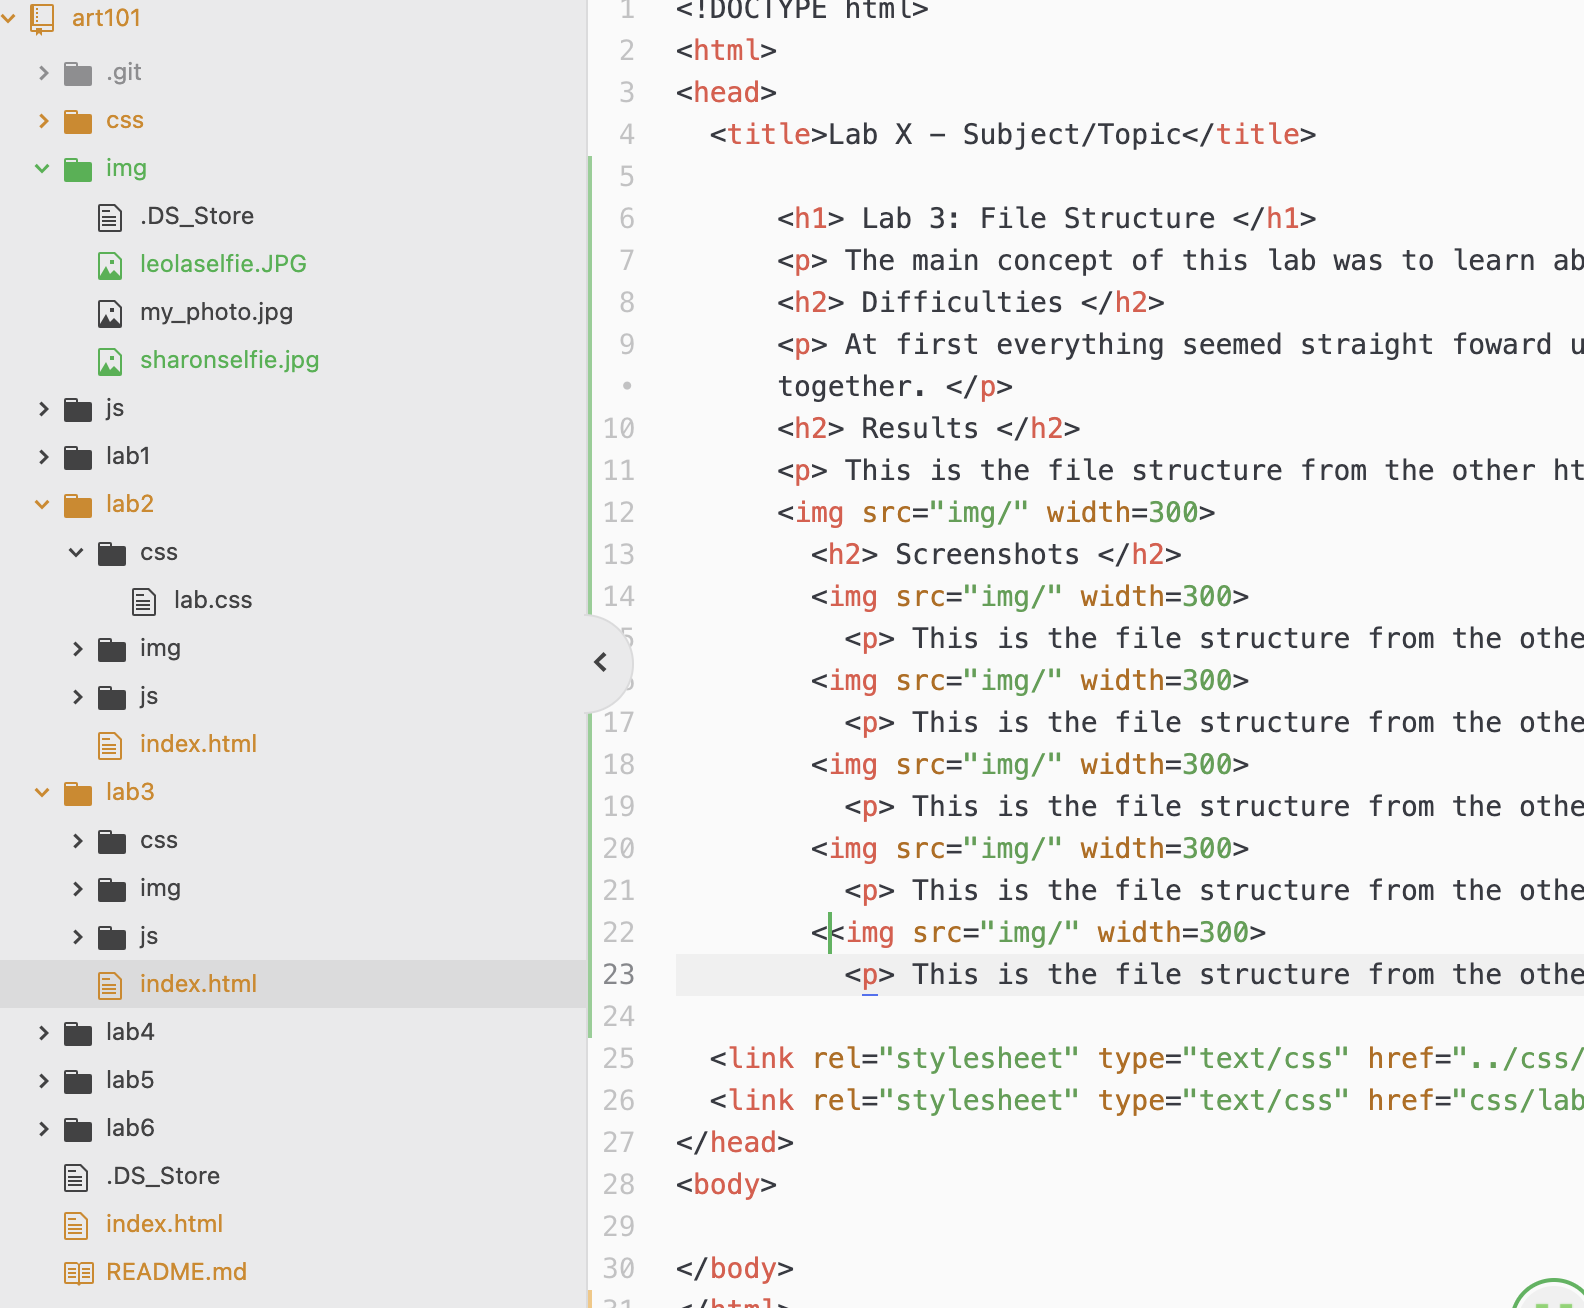 art101
.git
css
img
.DS_Store
leolaselfie.JPG
my_photo.jpg
sharonselfie.jpg
js
lab1
lab2
css
lab.css
img
js
index.html
lab3
css
img
js
index.html
lab4
lab5
lab6
.DS_Store
index.html
README.md
1 <!DOCTYPE html>
2 <html>
3 <head>
4 <title>Lab X – Subject/Topic</title>
5
6 <h1> Lab 3: File Structure </h1>
7 <p> The main concept of this lab was to learn ab
8 <h2> Difficulties </h2>
9 <p> At first everything seemed straight foward u
• together. </p>
10 <h2> Results </h2>
11 <p> This is the file structure from the other ht
12 <img src="img/" width=300>
13 <h2> Screenshots </h2>
14 <img src="img/" width=300>
<p> This is the file structure from the othe
<img src="img/" width=300>
17 <p> This is the file structure from the othe
18 <img src="img/" width=300>
19 <p> This is the file structure from the othe
20 <img src="img/" width=300>
21 <p> This is the file structure from the othe
22 <<img src="img/" width=300>
23 <p> This is the file structure from the othe
24
25 <link rel="stylesheet" type="text/css" href="../css/
26 <link rel="stylesheet" type="text/css" href="css/lab
27 </head>
28 <body>
29
30 </body>
31 </html>